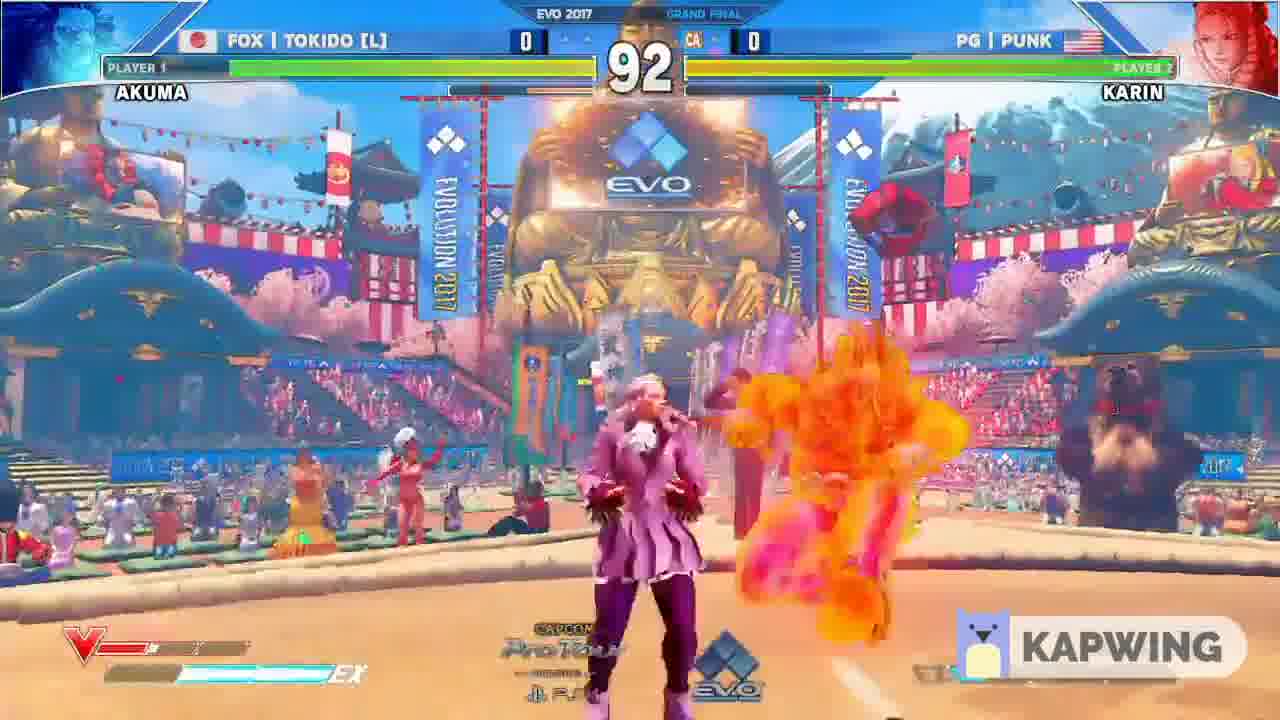 EVO 2017 GRAND FINAL
FOX | TOKIDO [L] 0 92 CA 0 PG | PUNK
PLAYER 1 PLAYER 2
AKUMA KARIN
EVO
EVOLUTION 2017
EVOLUTION 2017
2017
CAPCOM
Pro Tour
V EX
EVO
KAPWING